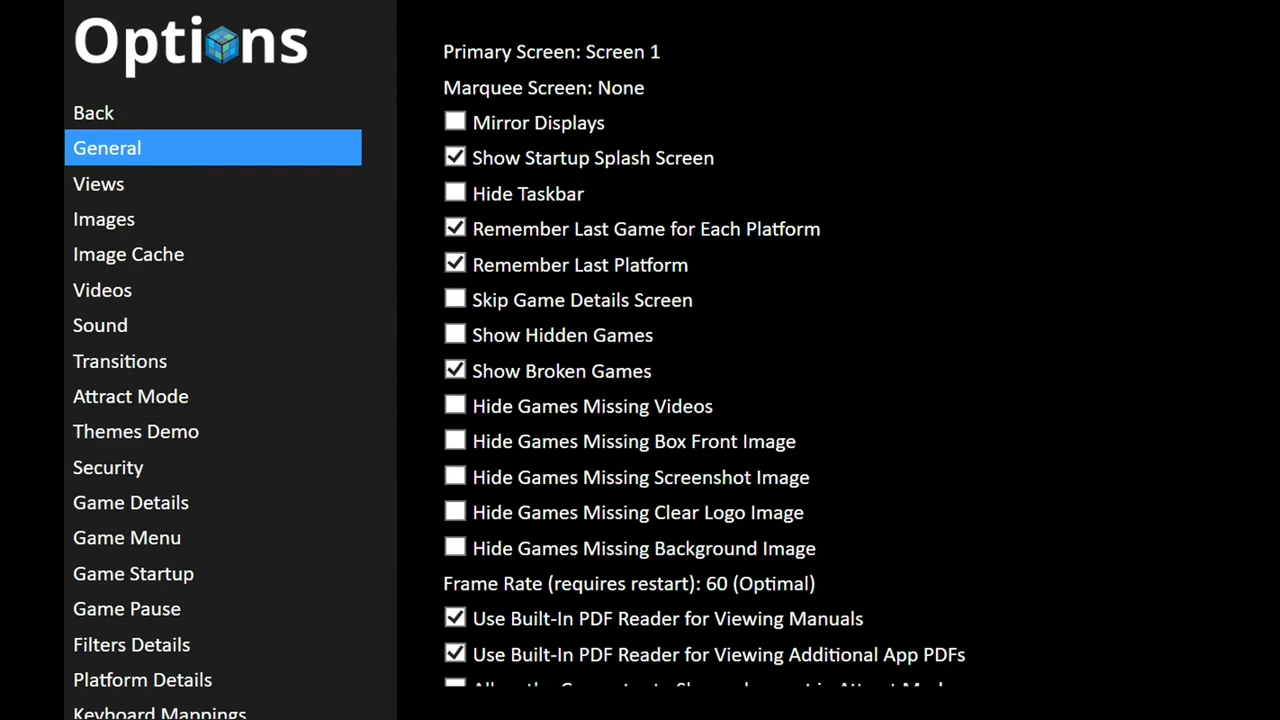 Options
Back
General
Views
Images
Image Cache
Videos
Sound
Transitions
Attract Mode
Themes Demo
Security
Game Details
Game Menu
Game Startup
Game Pause
Filters Details
Platform Details
Keyboard Mappings
Primary Screen: Screen 1
Marquee Screen: None
Mirror Displays
Show Startup Splash Screen
Hide Taskbar
Remember Last Game for Each Platform
Remember Last Platform
Skip Game Details Screen
Show Hidden Games
Show Broken Games
Hide Games Missing Videos
Hide Games Missing Box Front Image
Hide Games Missing Screenshot Image
Hide Games Missing Clear Logo Image
Hide Games Missing Background Image
Frame Rate (requires restart): 60 (Optimal)
Use Built-In PDF Reader for Viewing Manuals
Use Built-In PDF Reader for Viewing Additional App PDFs